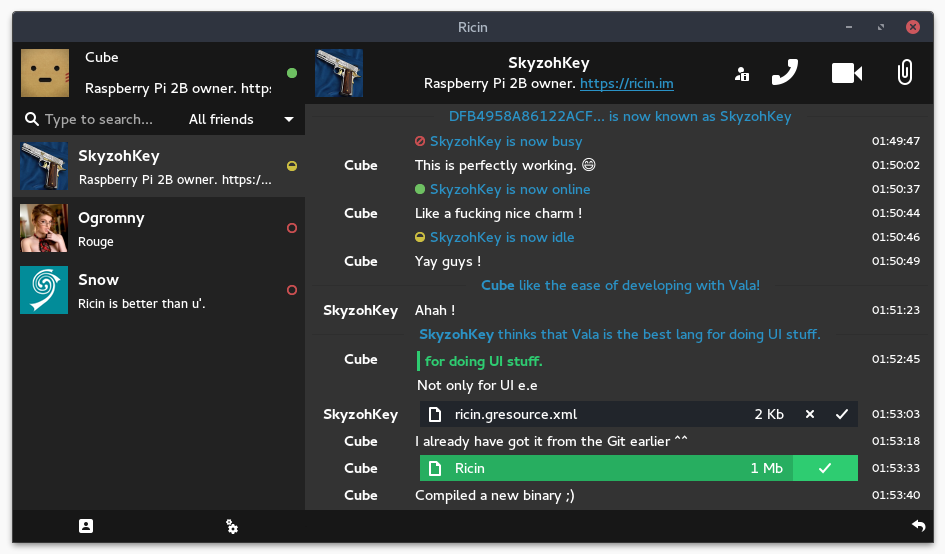 Ricin
Cube
Raspberry Pi 2B owner. https
Type to search...
All friends
SkyzohKey
Raspberry Pi 2B owner. https:/...
Ogromny
Rouge
Snow
Ricin is better than u'.
SkyzohKey
Raspberry Pi 2B owner. https://ricin.im
DFB4958A86122ACF... is now known as SkyzohKey
SkyzohKey is now busy 01:49:47
Cube This is perfectly working. 😄 01:50:02
SkyzohKey is now online 01:50:37
Cube Like a fucking nice charm ! 01:50:44
SkyzohKey is now idle 01:50:46
Cube Yay guys ! 01:50:49
Cube like the ease of developing with Vala!
SkyzohKey Ahah ! 01:51:23
SkyzohKey thinks that Vala is the best lang for doing UI stuff.
Cube for doing UI stuff. 01:52:45
Not only for UI e.e
SkyzohKey ricin.gresource.xml 2 Kb 01:53:03
Cube I already have got it from the Git earlier ^^ 01:53:18
Cube Ricin 1 Mb 01:53:33
Cube Compiled a new binary ;) 01:53:40